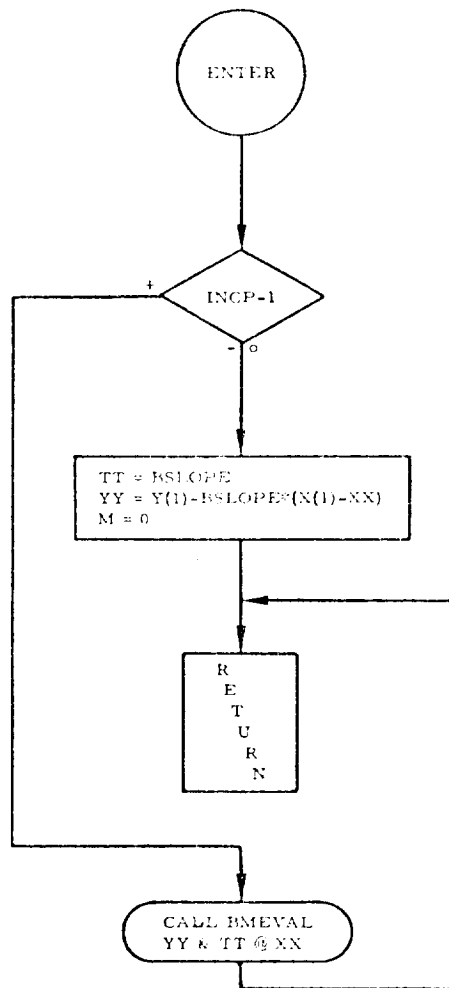 ENTER
+
INCP-1
- o
TT = BSLOPE
YY = Y(1)-BSLOPE*(X(1)-XX)
M = 0
R
E
T
U
R
N
CALL BMEVAL
YY & TT @ XX